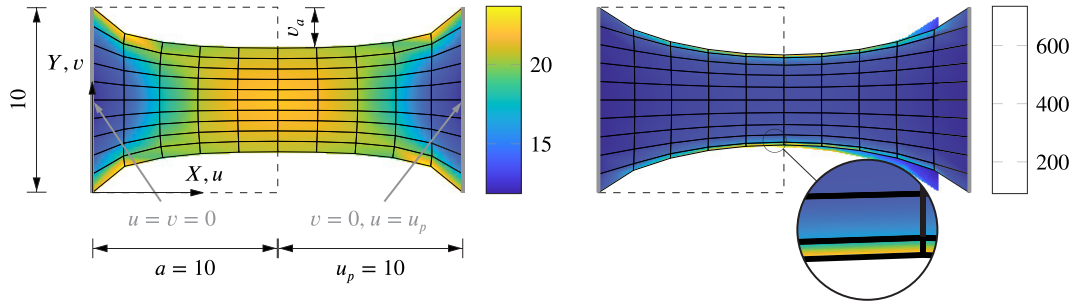 10
Y, v
v_a
X, u
u = v = 0
v = 0, u = u_p
a = 10
u_p = 10
20
15
600
400
200